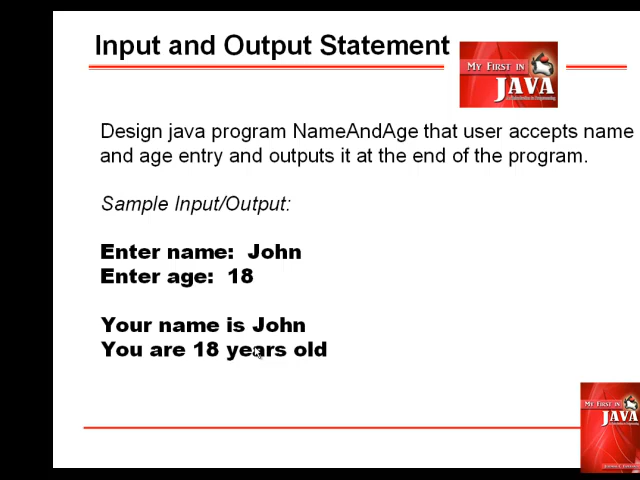 Input and Output Statement
MY FIRST IN
JAVA
Design java program NameAndAge that user accepts name
and age entry and outputs it at the end of the program.
Sample Input/Output:
Enter name: John
Enter age: 18
Your name is John
You are 18 years old
MY FIRST IN
JAVA